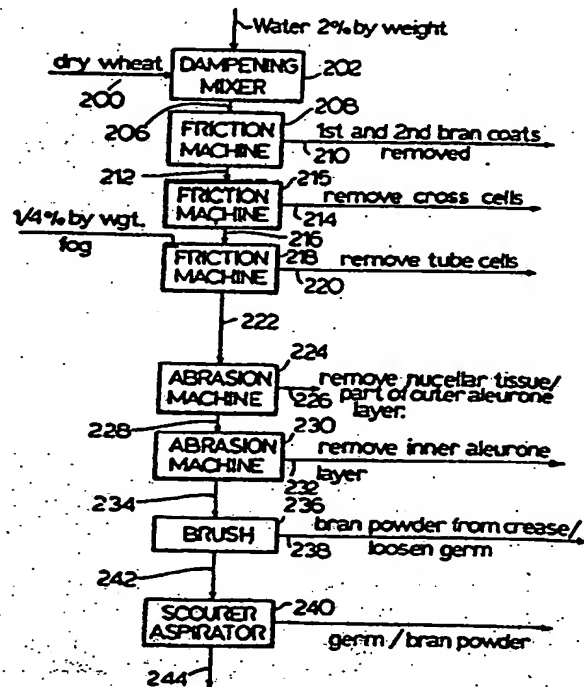 Water 2% by weight
dry wheat
200
DAMPENING
MIXER
202
206
208
FRICTION
MACHINE
1st and 2nd bran coats
210
removed
212
215
FRICTION
MACHINE
remove cross cells
214
1/4% by wgt.
fog
216
218
FRICTION
MACHINE
remove tube cells
220
222
224
ABRASION
MACHINE
remove nucellar tissue/
226
part of outer aleurone
layer.
228
230
ABRASION
MACHINE
remove inner aleurone
232
layer
234
236
BRUSH
bran powder from crease/
238
loosen germ
242
240
SCOURER
ASPIRATOR
germ / bran powder
244